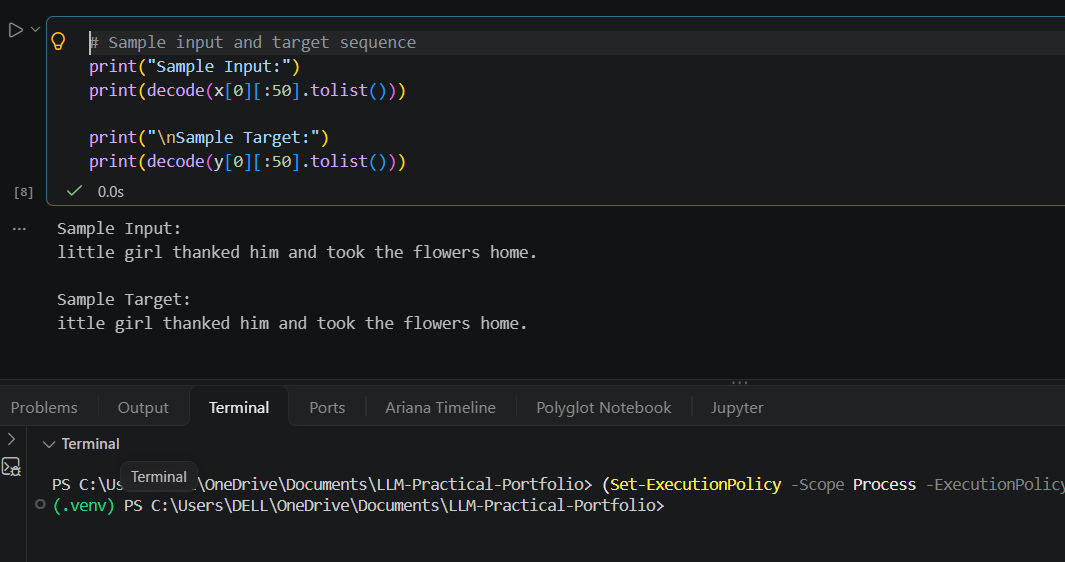 # Sample input and target sequence
print("Sample Input:")
print(decode(x[0][:50].tolist()))
print("\nSample Target:")
print(decode(y[0][:50].tolist()))
[8]
0.0s
Sample Input:
little girl thanked him and took the flowers home.
Sample Target:
ittle girl thanked him and took the flowers home.
Problems Output Terminal Ports Ariana Timeline Polyglot Notebook Jupyter
Terminal
Terminal
PS C:\Us \OneDrive\Documents\LLM-Practical-Portfolio> (Set-ExecutionPolicy -Scope Process -ExecutionPolicy
(.venv) PS C:\Users\DELL\OneDrive\Documents\LLM-Practical-Portfolio>